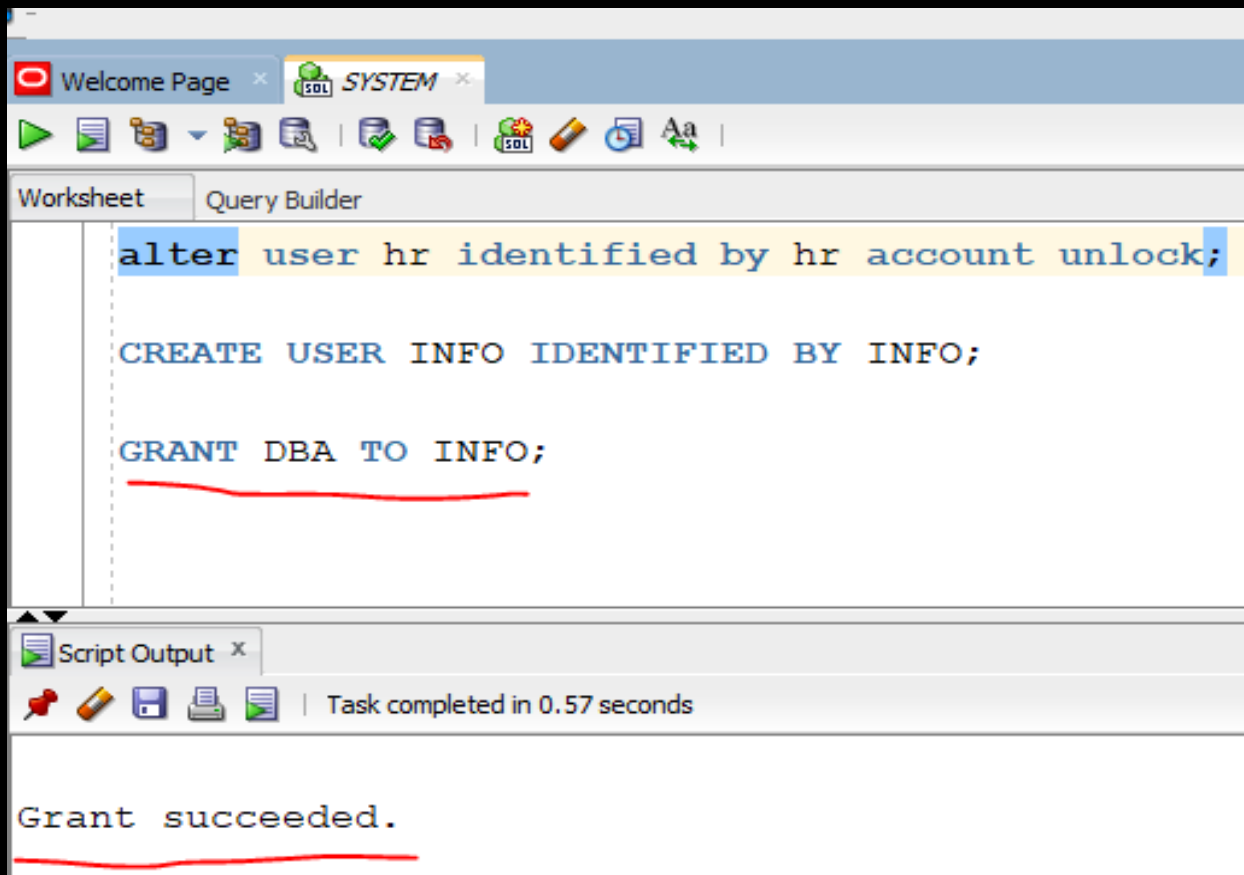 Welcome Page SYSTEM
Worksheet Query Builder
alter user hr identified by hr account unlock;
CREATE USER INFO IDENTIFIED BY INFO;
GRANT DBA TO INFO;
Script Output
Task completed in 0.57 seconds
Grant succeeded.